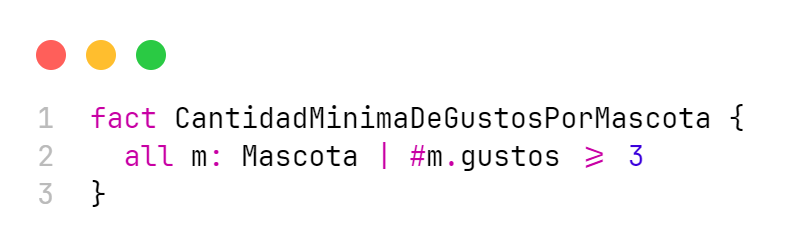 1 fact CantidadMinimaDeGustosPorMascota {
2 all m: Mascota | #m.gustos >= 3
3 }